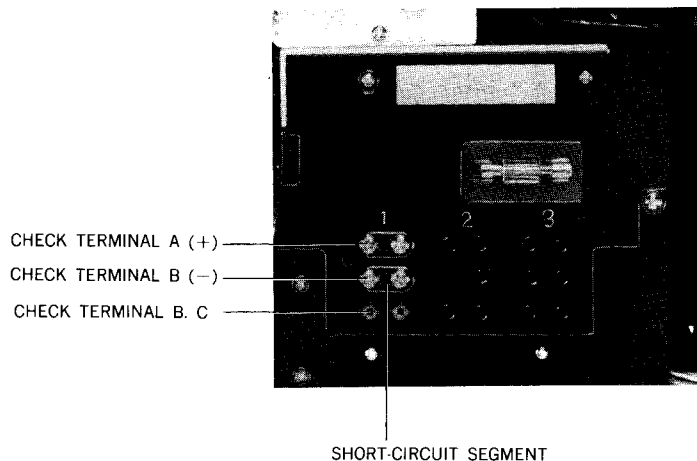 1 2 3
CHECK TERMINAL A (+)
CHECK TERMINAL B (−)
CHECK TERMINAL B. C
SHORT-CIRCUIT SEGMENT